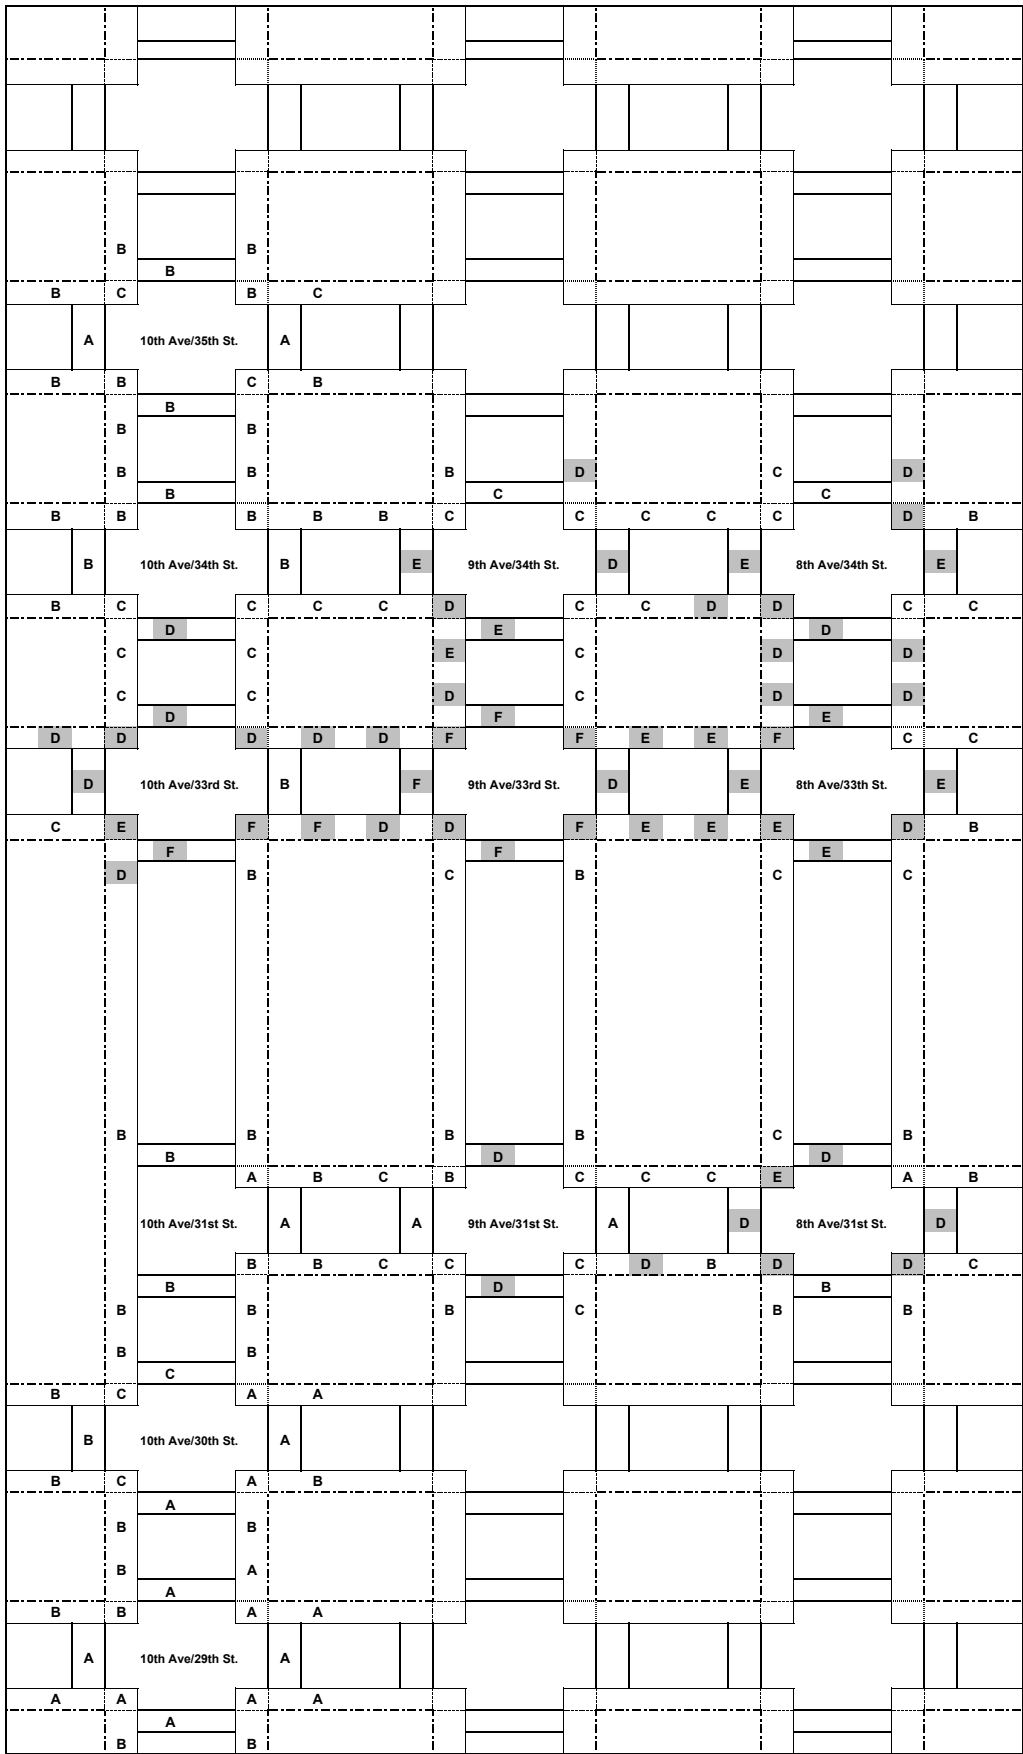 B B
B
B C B C
A 10th Ave/35th St. A
B B C B
B
B B
B B B D C D
B C C
B B B B B C C C C C D B
B 10th Ave/34th St. B E 9th Ave/34th St. D E 8th Ave/34th St. E
B C C C C D C C D D C C
D E D
C C E C D D
C C D C D D
D F E
D D D D D F F E E F C C
D 10th Ave/33rd St. B F 9th Ave/33rd St. D E 8th Ave/33th St. E
C E F F D D F E E E D B
F F E
D B C B C C
B B B B C B
B D D
A B C B C C C E A B
10th Ave/31st St. A A 9th Ave/31st St. A D 8th Ave/31st St. D
B B C C C D B D D C
B D B
B B B C B B
B B
C
B C A A
B 10th Ave/30th St. A
B C A B
A
B B
B A
A
B B A A
A 10th Ave/29th St. A
A A A A
A
B B